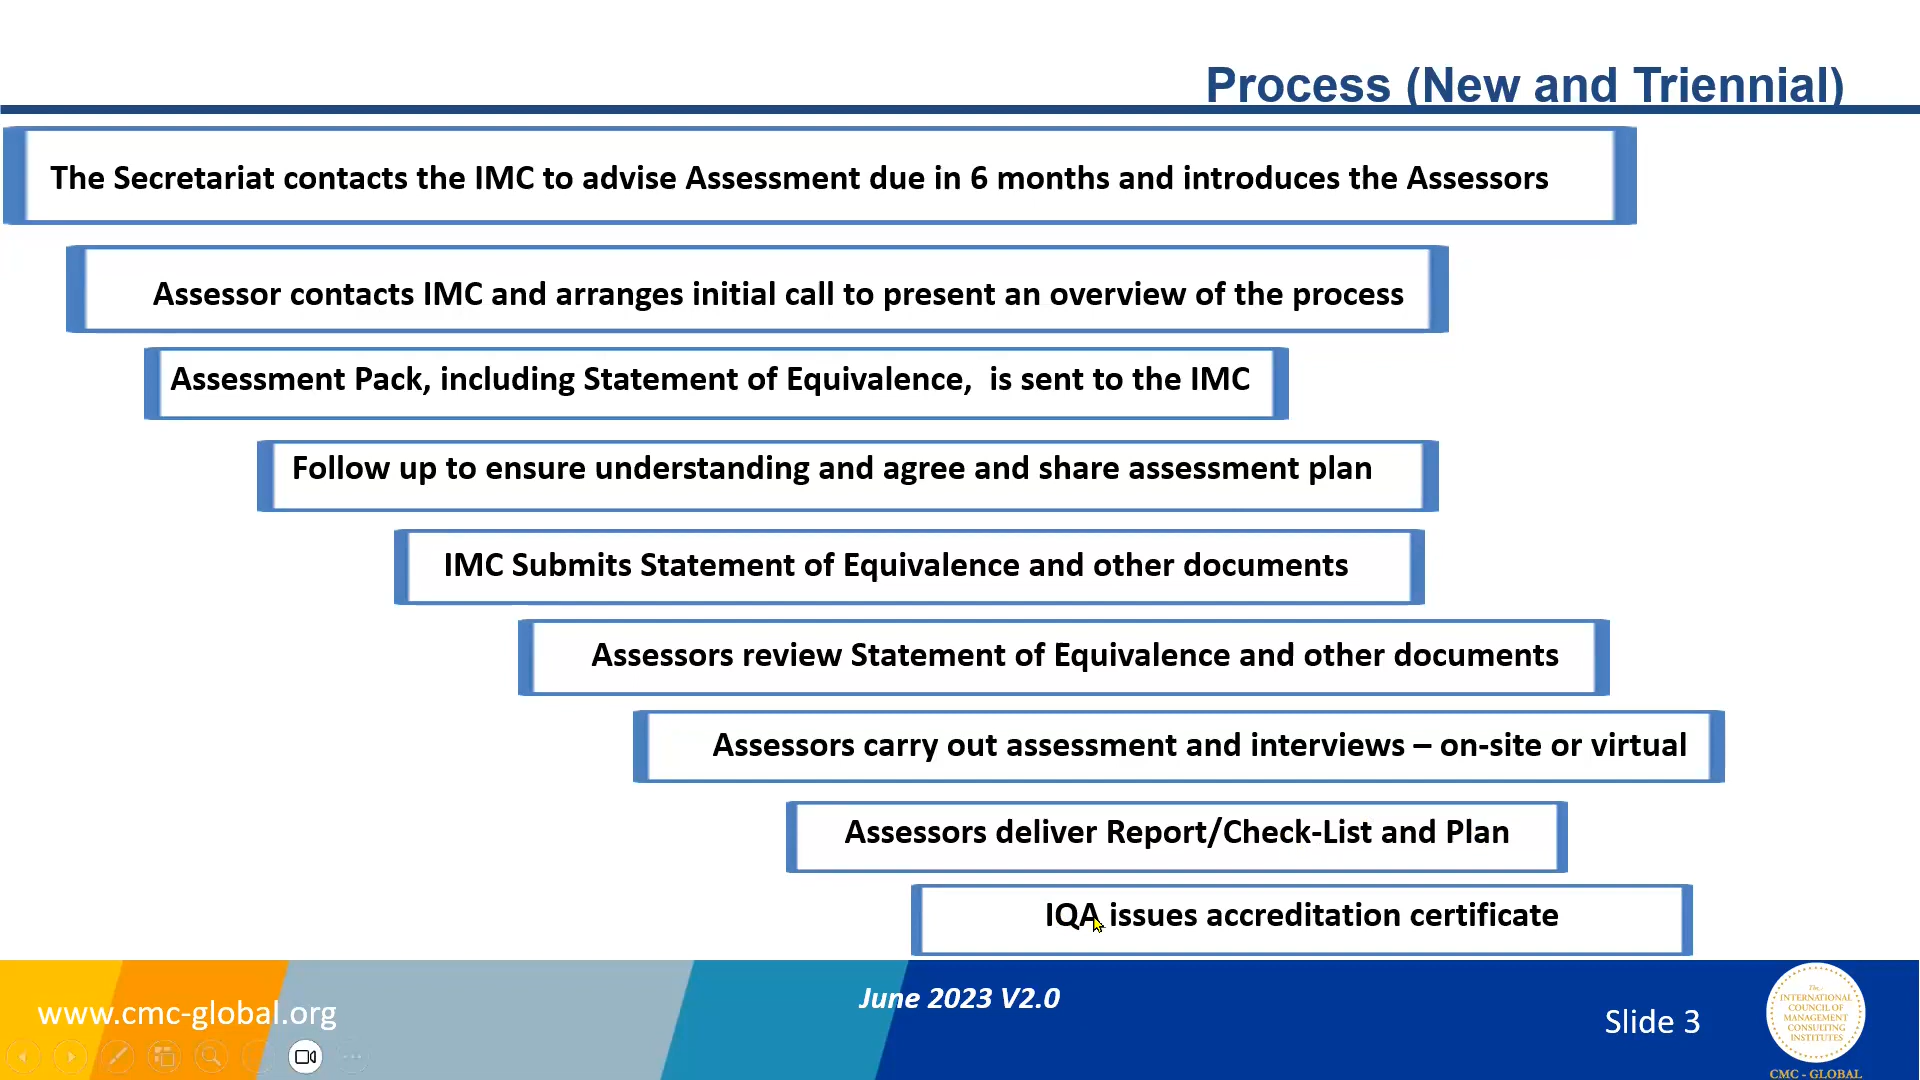 Process (New and Triennial)
The Secretariat contacts the IMC to advise Assessment due in 6 months and introduces the Assessors
Assessor contacts IMC and arranges initial call to present an overview of the process
Assessment Pack, including Statement of Equivalence,  is sent to the IMC
Follow up to ensure understanding and agree and share assessment plan
IMC Submits Statement of Equivalence and other documents
Assessors review Statement of Equivalence and other documents
Assessors carry out assessment and interviews – on-site or virtual
Assessors deliver Report/Check-List and Plan
IQA issues accreditation certificate
www.cmc-global.org
June 2023 V2.0
Slide 3
The
INTERNATIONAL
COUNCIL OF
MANAGEMENT
CONSULTING
INSTITUTES
CMC - GLOBAL